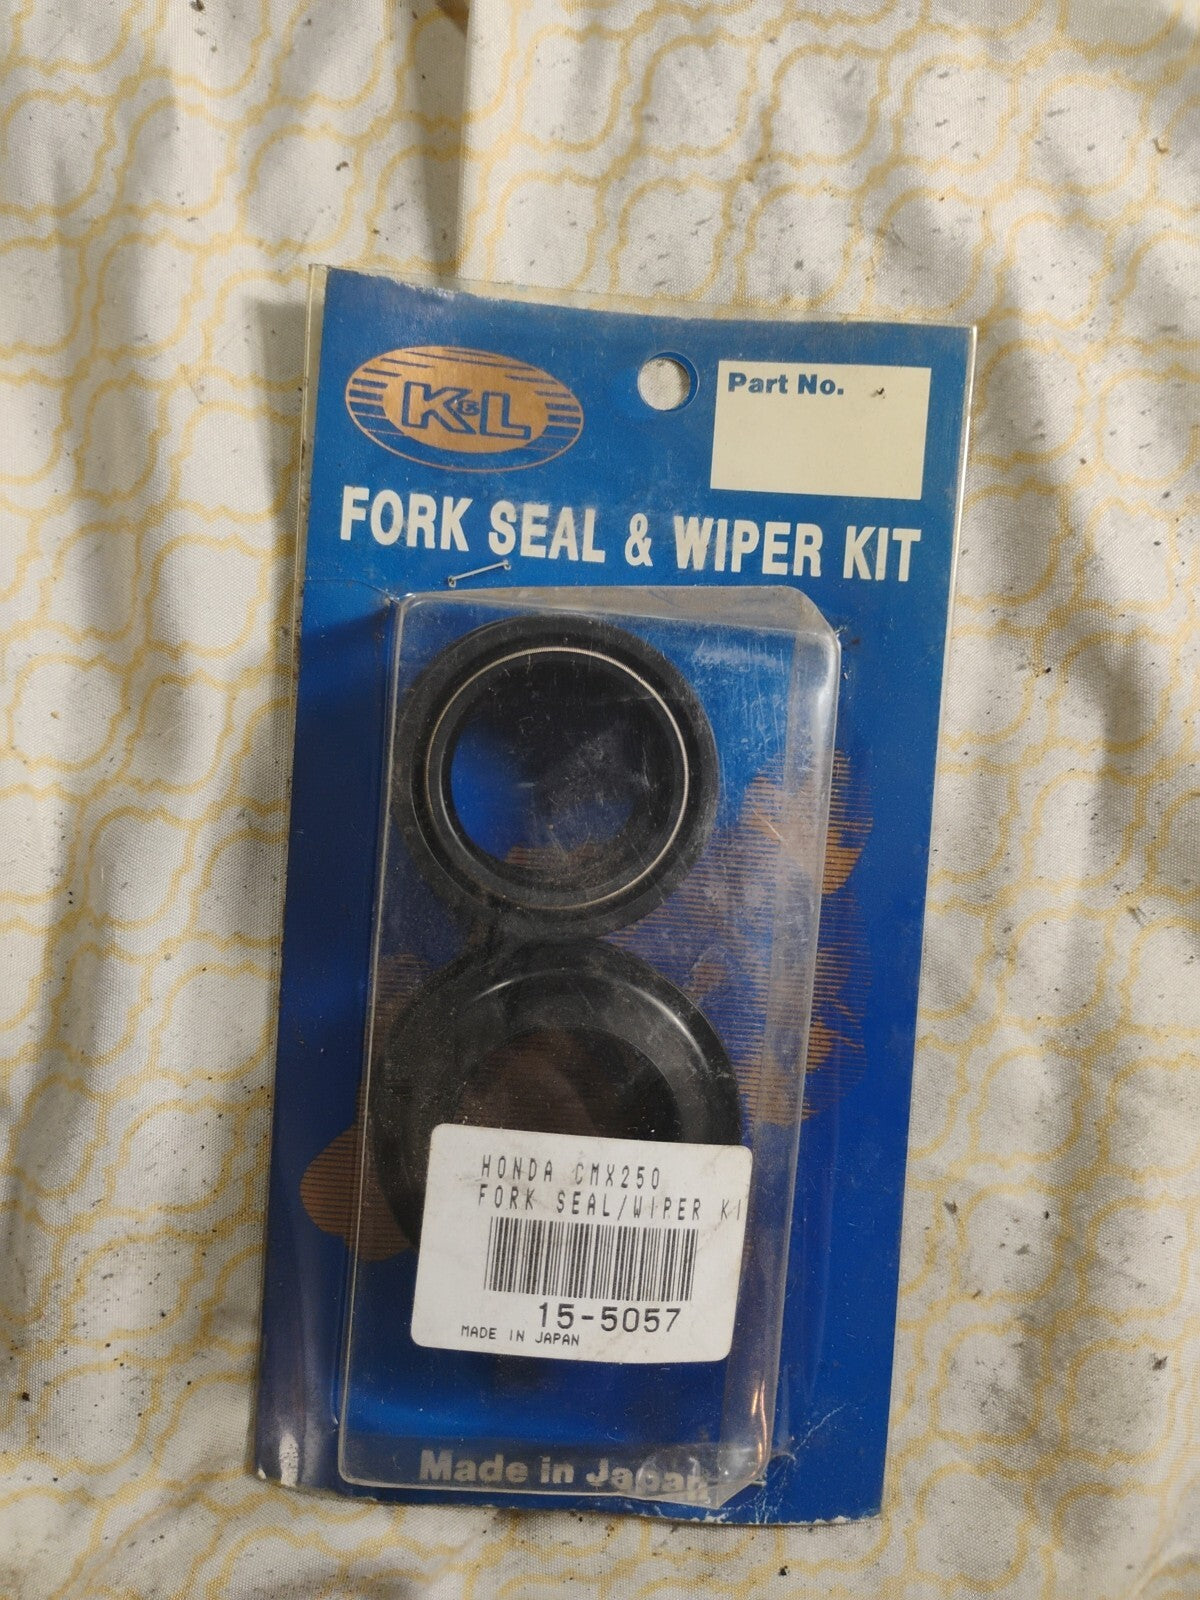 K&L
Part No.
FORK SEAL & WIPER KIT
HONDA CMX250
FORK SEAL/WIPER KI
15-5057
MADE IN JAPAN
Made in Japan